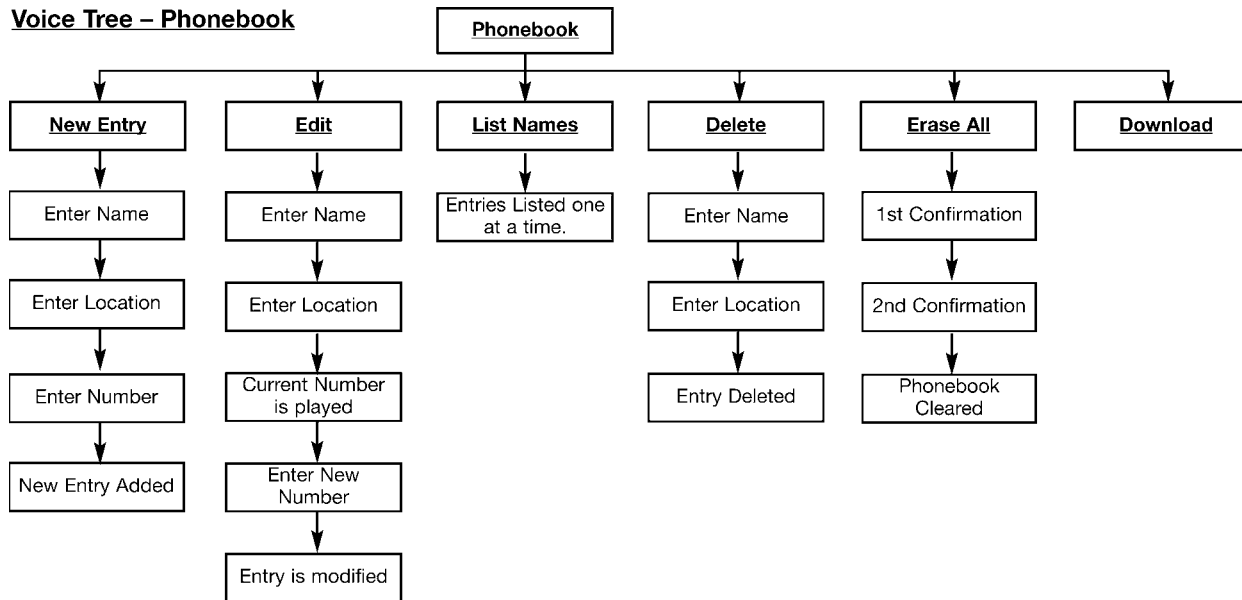 Voice Tree – Phonebook
Phonebook
New Entry
Edit
List Names
Delete
Erase All
Download
Enter Name
Enter Name
Entries Listed one
at a time.
Enter Name
1st Confirmation
Enter Location
Enter Location
Enter Location
2nd Confirmation
Enter Number
Current Number
is played
Entry Deleted
Phonebook
Cleared
New Entry Added
Enter New
Number
Entry is modified